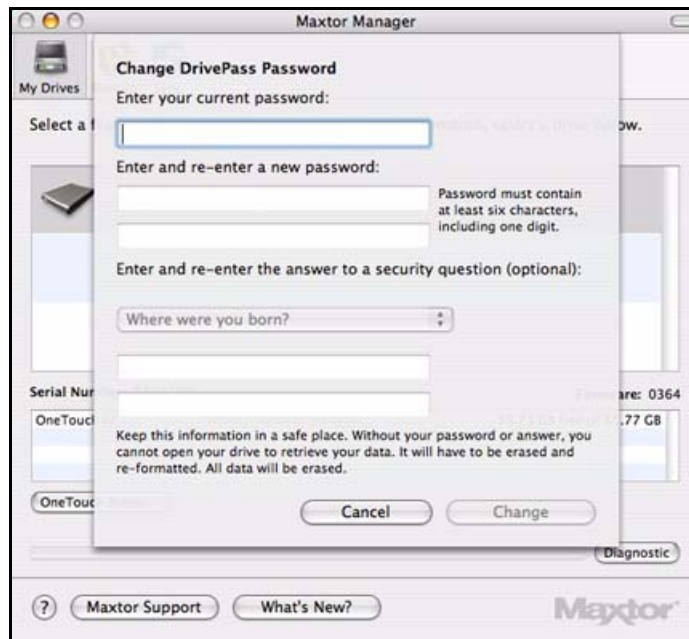 Maxtor Manager
My Drives
Change DrivePass Password
Enter your current password:
Select a
ow.
Enter and re-enter a new password:
Password must contain
at least six characters,
including one digit.
Enter and re-enter the answer to a security question (optional):
Where were you born?
Serial Nu
are: 0364
OneTouc
.77 GB
Keep this information in a safe place. Without your password or answer, you
cannot open your drive to retrieve your data. It will have to be erased and
re-formatted. All data will be erased.
OneTouc
Cancel
Change
Diagnostic
?
Maxtor Support
What's New?
Maxtor